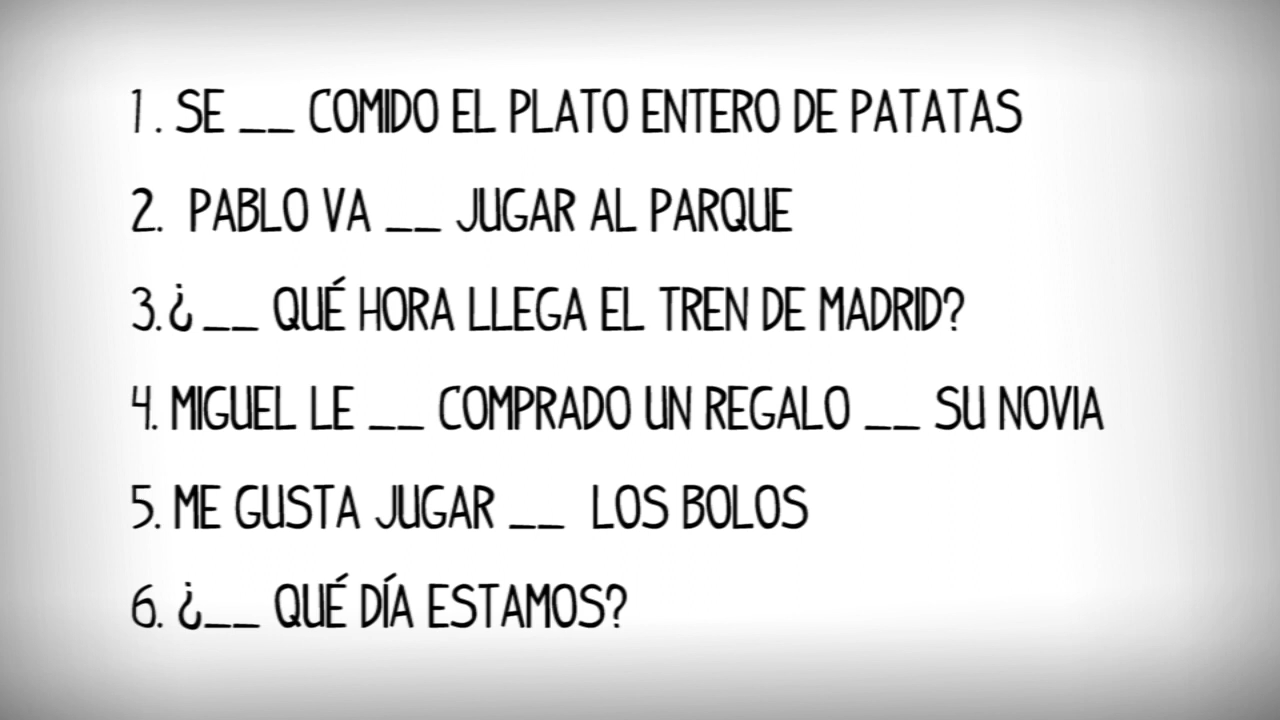 1. SE __ COMIDO EL PLATO ENTERO DE PATATAS
2. PABLO VA __ JUGAR AL PARQUE
3. ¿__ QUÉ HORA LLEGA EL TREN DE MADRID?
4. MIGUEL LE __ COMPRADO UN REGALO __ SU NOVIA
5. ME GUSTA JUGAR __ LOS BOLOS
6. ¿__ QUÉ DÍA ESTAMOS?